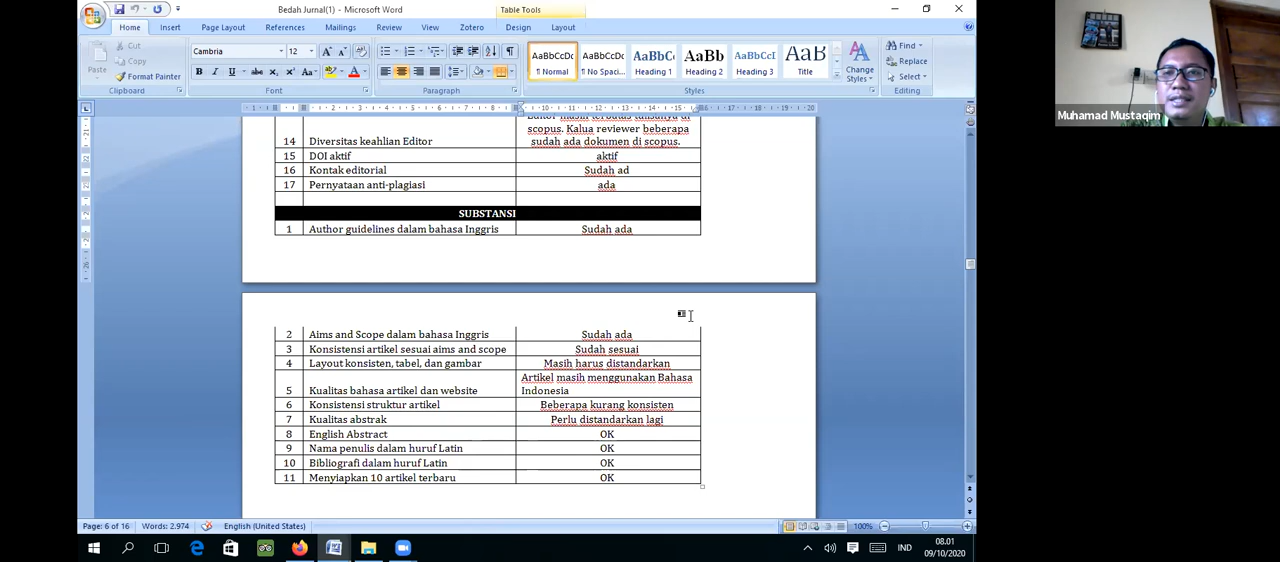 Bedah Jurnal(1) - Microsoft Word
Table Tools
Home Insert Page Layout References Mailings Review View Zotero Design Layout
Paste
Cut
Copy
Format Painter
Clipboard
Cambria 12
Font
Paragraph
AaBbCcDc AaBbCcDc AaBbCc AaBb AaBbCcI AaB
¶ Normal ¶ No Spaci... Heading 1 Heading 2 Heading 3 Title
Change Styles
Styles
Find
Replace
Select
Editing
scopus. Kalua reviewer beberapa
14 Diversitas keahlian Editor sudah ada dokumen di scopus.
15 DOI aktif aktif
16 Kontak editorial Sudah ad
17 Pernyataan anti-plagiasi ada
SUBSTANSI
1 Author guidelines dalam bahasa Inggris Sudah ada
2 Aims and Scope dalam bahasa Inggris Sudah ada
3 Konsistensi artikel sesuai aims and scope Sudah sesuai
4 Layout konsisten, tabel, dan gambar Masih harus distandarkan
Artikel masih menggunakan Bahasa
5 Kualitas bahasa artikel dan website Indonesia
6 Konsistensi struktur artikel Beberapa kurang konsisten
7 Kualitas abstrak Perlu distandarkan lagi
8 English Abstract OK
9 Nama penulis dalam huruf Latin OK
10 Bibliografi dalam huruf Latin OK
11 Menyiapkan 10 artikel terbaru OK
Page: 6 of 16 Words: 2.974 English (United States) 100%
IND
08.01
09/10/2020
Muhamad Mustaqim